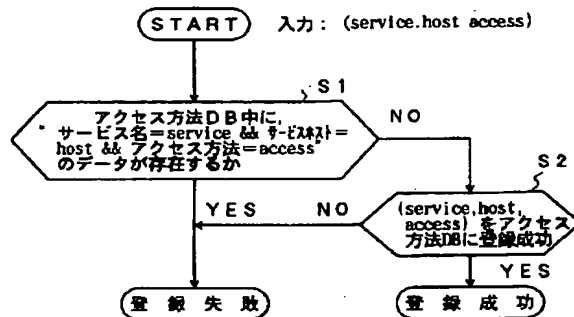 START
入力： (service.host access)
S1
アクセス方法DB中に,
"サービス名=service && サービスホスト=
host && アクセス方法=access"
のデータが存在するか
NO
S2
(service,host,
access) をアクセス
方法DBに登録成功
YES
NO
YES
登録失敗
登録成功